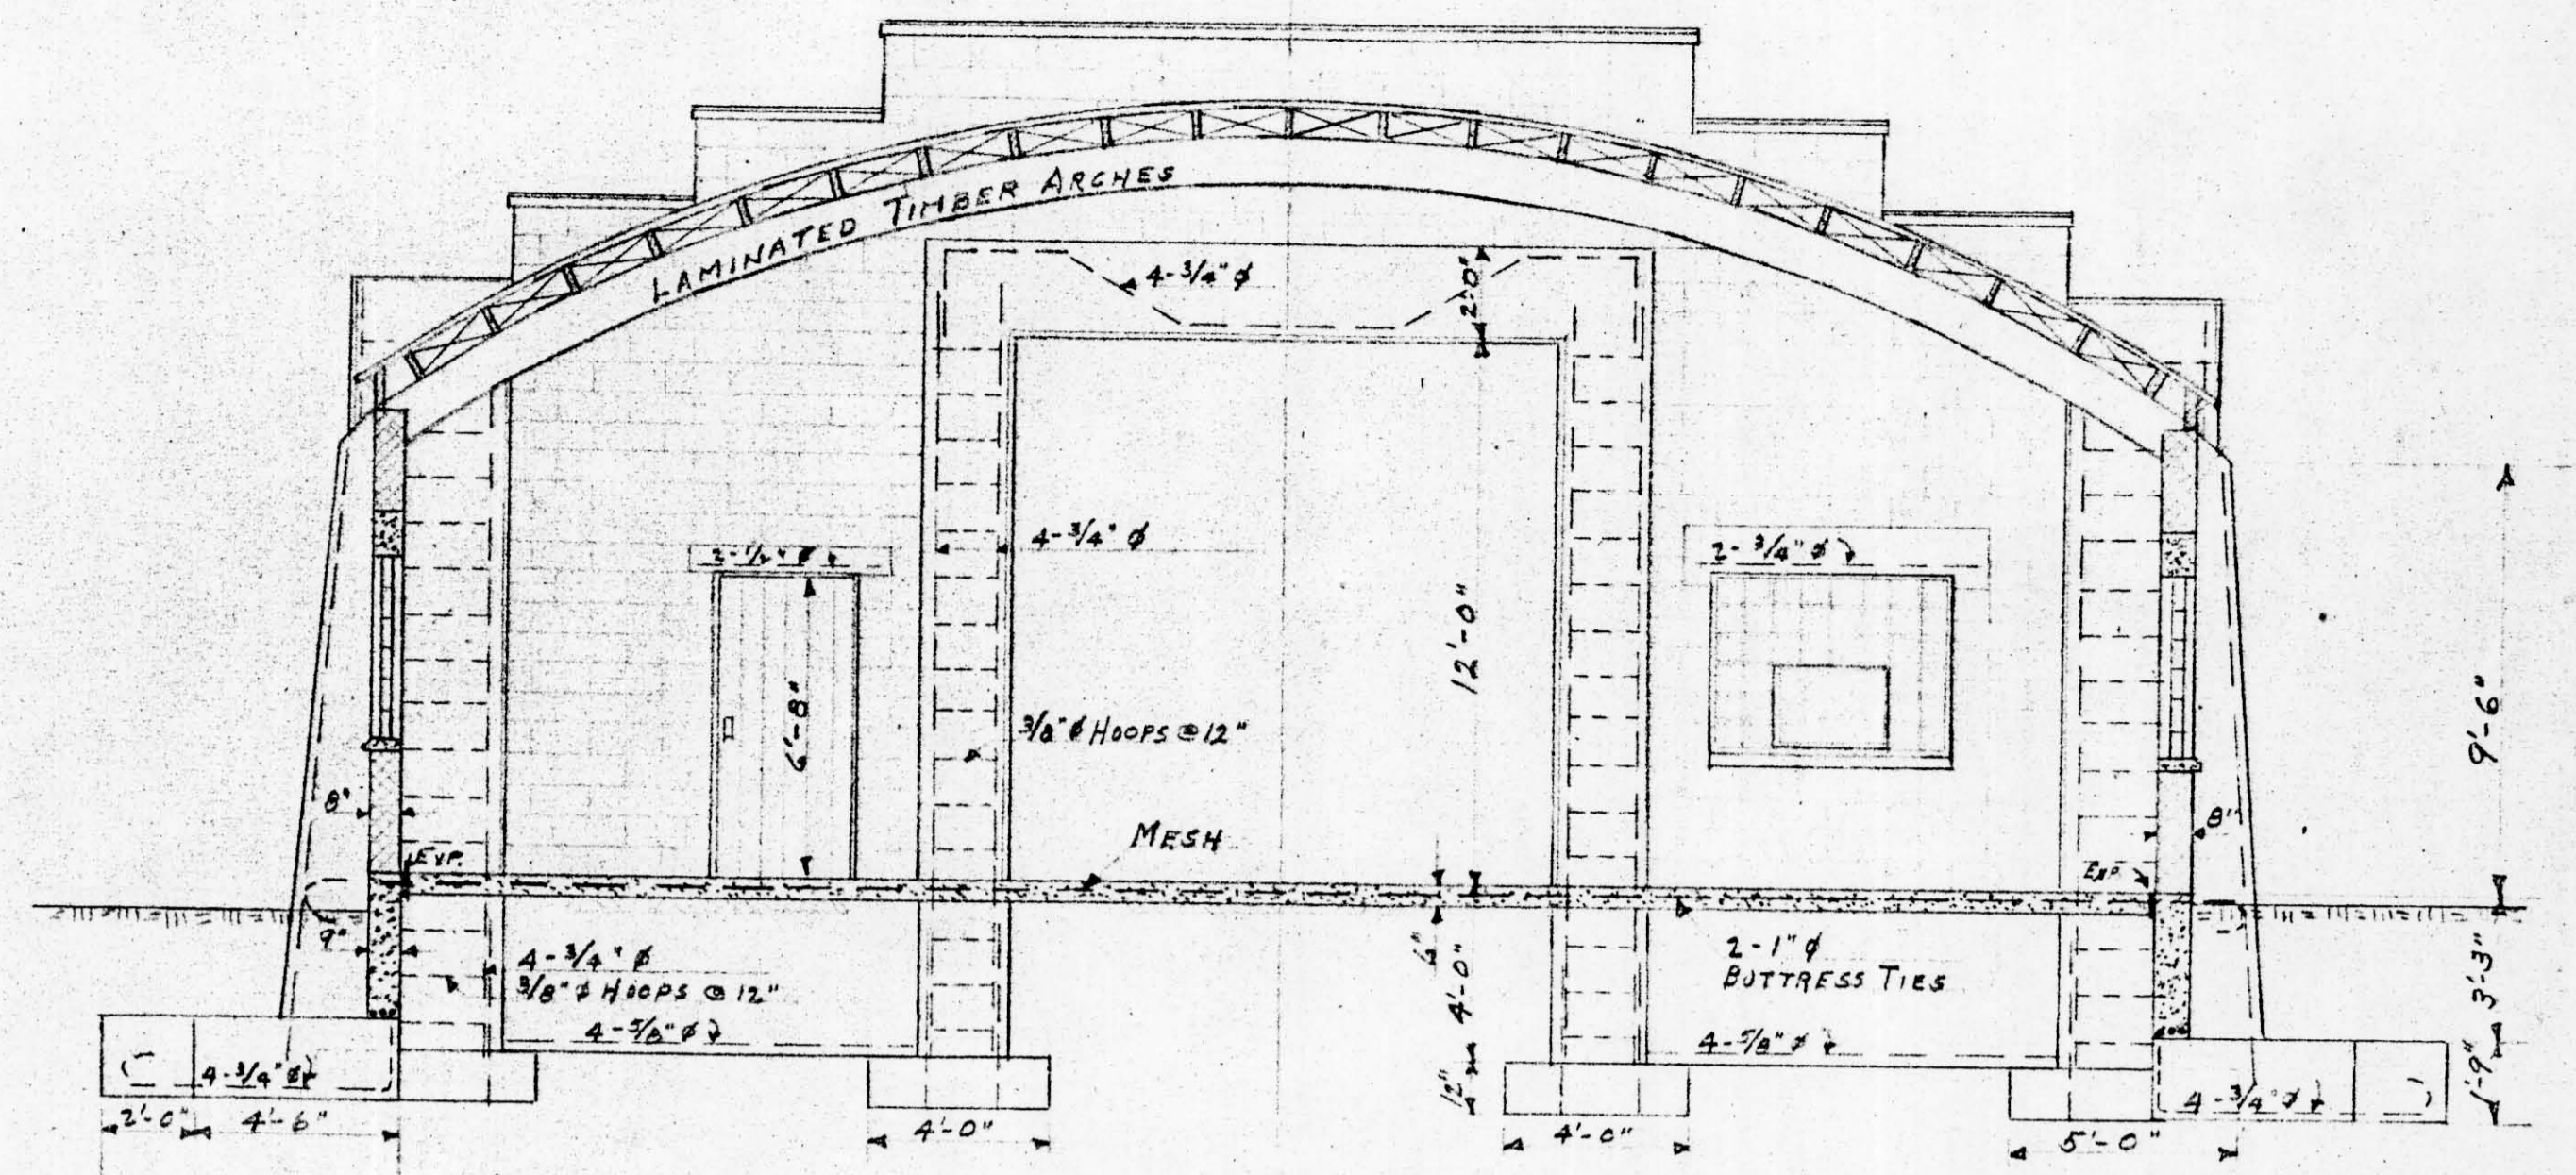 LAMINATED TIMBER ARCHES
4-3/4" ϕ
2'-0"
4-3/4" ϕ
2-1/2" ϕ
2-3/4" ϕ
12'-0"
6'-8"
9'-6"
3/8" ϕ HOOPS @ 12"
8"
8"
MESH
EXP.
EXP.
9"
4-3/4" ϕ
3/8" ϕ HOOPS @ 12"
4-5/8" ϕ
6"
4'-0"
2-1" ϕ
BUTTRESS TIES
4-5/8" ϕ
3'-3"
4-3/4" ϕ
12"
4-3/4" ϕ
1'-9"
2'-0"
4'-6"
4'-0"
4'-0"
5'-0"